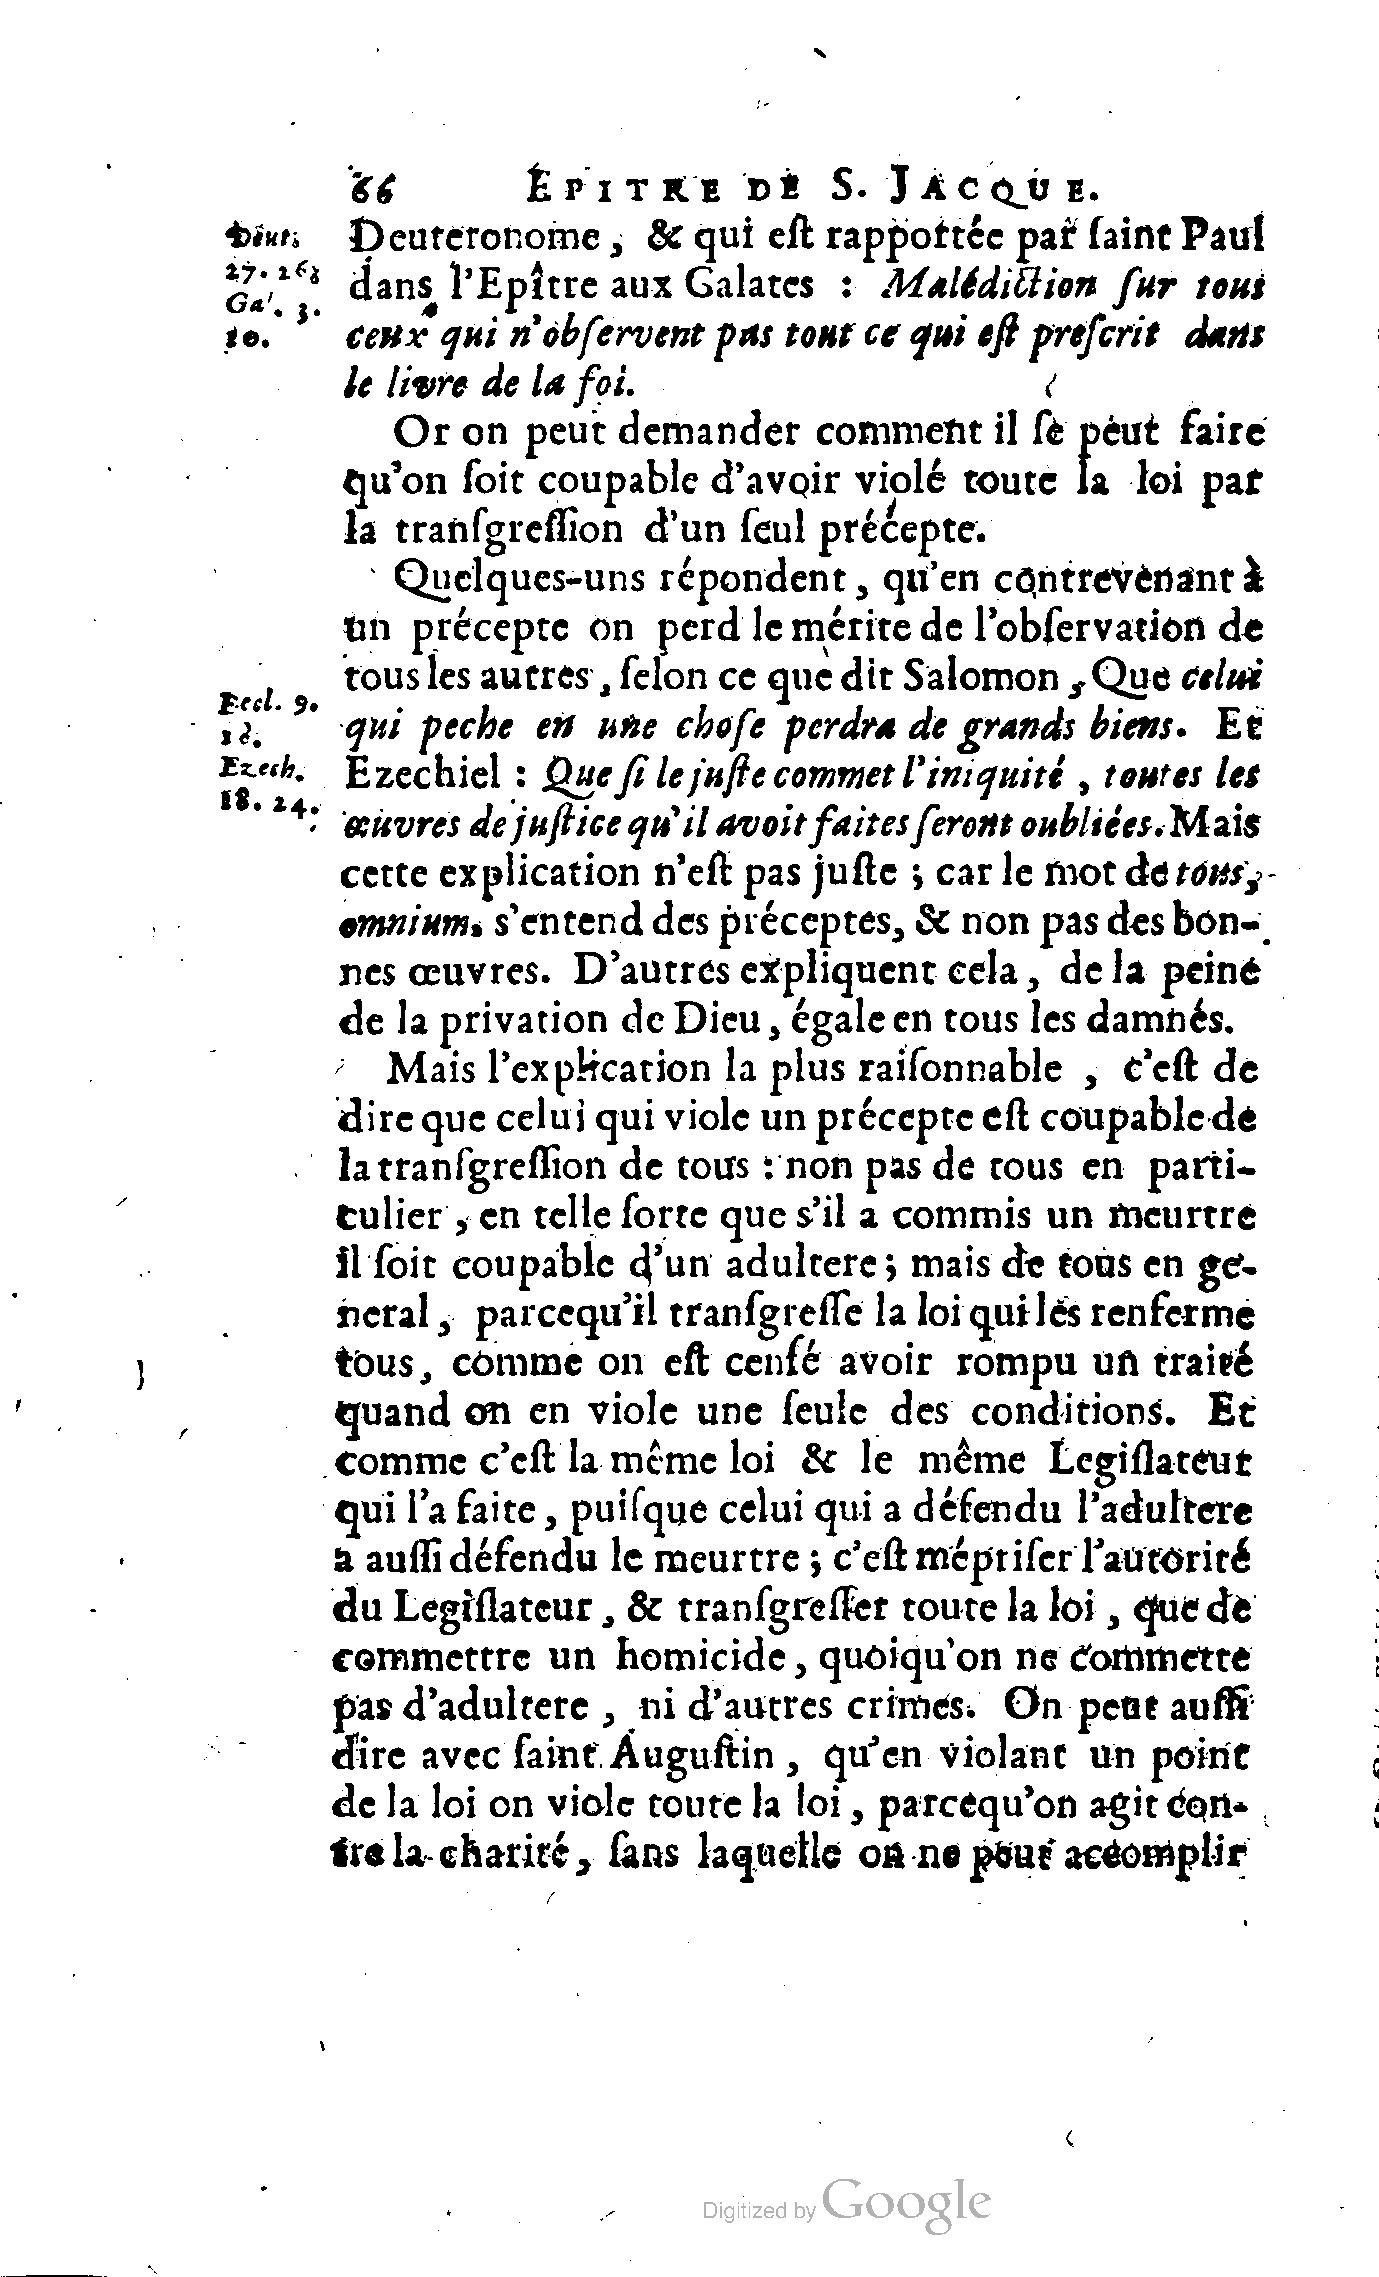 66 EPITRE DE S. JACQUE.
Deut.
27. 26.
Gal. 3.
10.
Deuteronome, & qui eſt rapportée par ſaint Paul
dans l'Epître aux Galates : Malédiction ſur tous
ceux qui n'obſervent pas tout ce qui eſt preſcrit dans
le livre de la foi.
Or on peut demander comment il ſe peut faire
qu'on ſoit coupable d'avoir violé toute la loi par
la tranſgreſſion d'un ſeul précepte.
Quelques-uns répondent, qu'en contrevenant à
un précepte on perd le mérite de l'obſervation de
tous les autres, ſelon ce que dit Salomon, Que celui
Eccl. 9.
18.
qui peche en une choſe perdra de grands biens. Et
Ezech.
18. 24.
Ezechiel : Que ſi le juſte commet l'iniquité, toutes les
œuvres de juſtice qu'il avoit faites ſeront oubliées. Mais
cette explication n'eſt pas juſte ; car le mot de tous,
omnium, s'entend des préceptes, & non pas des bon-
nes œuvres. D'autres expliquent cela, de la peine
de la privation de Dieu, égale en tous les damnés.
Mais l'explication la plus raiſonnable, c'eſt de
dire que celui qui viole un précepte eſt coupable de
la tranſgreſſion de tous : non pas de tous en parti-
culier, en telle ſorte que s'il a commis un meurtre
il ſoit coupable d'un adultere ; mais de tous en ge-
neral, parcequ'il tranſgreſſe la loi qui les renferme
tous, comme on eſt cenſé avoir rompu un traité
quand on en viole une ſeule des conditions. Et
comme c'eſt la même loi & le même Legiſlateur
qui l'a faite, puiſque celui qui a défendu l'adultere
a auſſi défendu le meurtre ; c'eſt mépriſer l'autorité
du Legiſlateur, & tranſgreſſer toute la loi, que de
commettre un homicide, quoiqu'on ne commette
pas d'adultere, ni d'autres crimes. On peut auſſi
dire avec ſaint Auguſtin, qu'en violant un point
de la loi on viole toute la loi, parcequ'on agit con-
tre la charité, ſans laquelle on ne peut accomplir
Digitized by Google